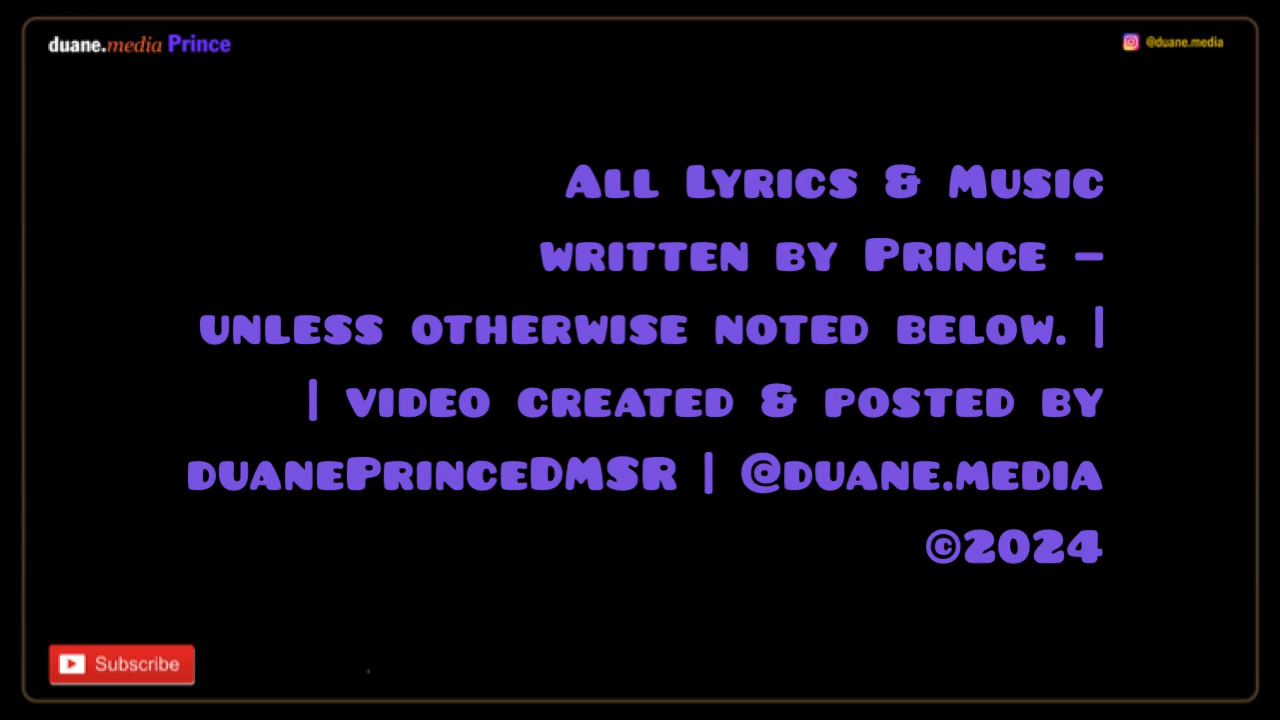 duane.media Prince
@duane.media
All Lyrics & Music
written by Prince –
unless otherwise noted below. |
| video created & posted by
duanePrinceDMSR | @duane.media
©2024
Subscribe